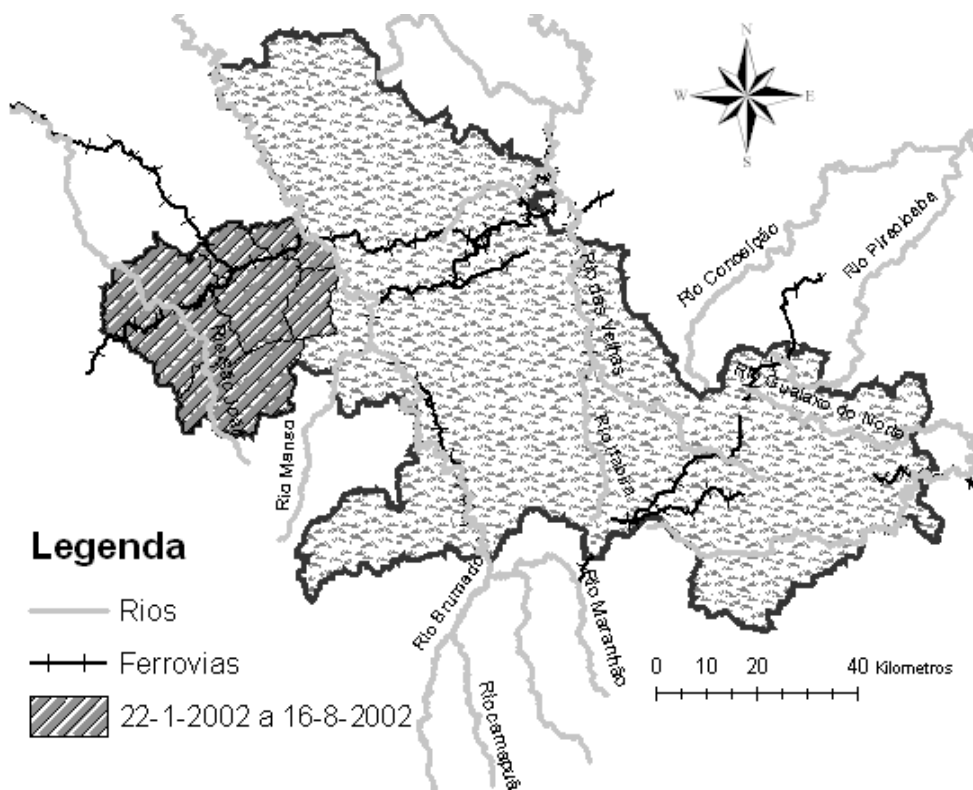 N
W E
S
Rio Conceição
Rio Piracicaba
Rio das Velhas
Rio Gualaxo do Norte
Rio Itabira
Rio Manso
Legenda
Rios
Ferrovias
22-1-2002 a 16-8-2002
Rio Brumado
Rio Maranhão
Rio camapuã
0 10 20 40 Kilometros